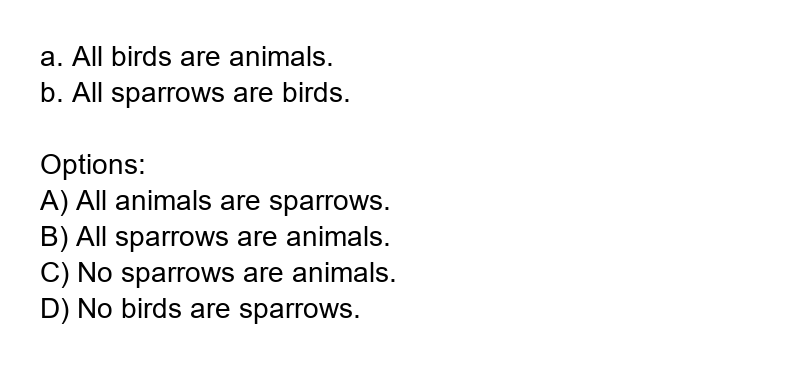 a. All birds are animals.
b. All sparrows are birds.
Options:
A) All animals are sparrows.
B) All sparrows are animals.
C) No sparrows are animals.
D) No birds are sparrows.